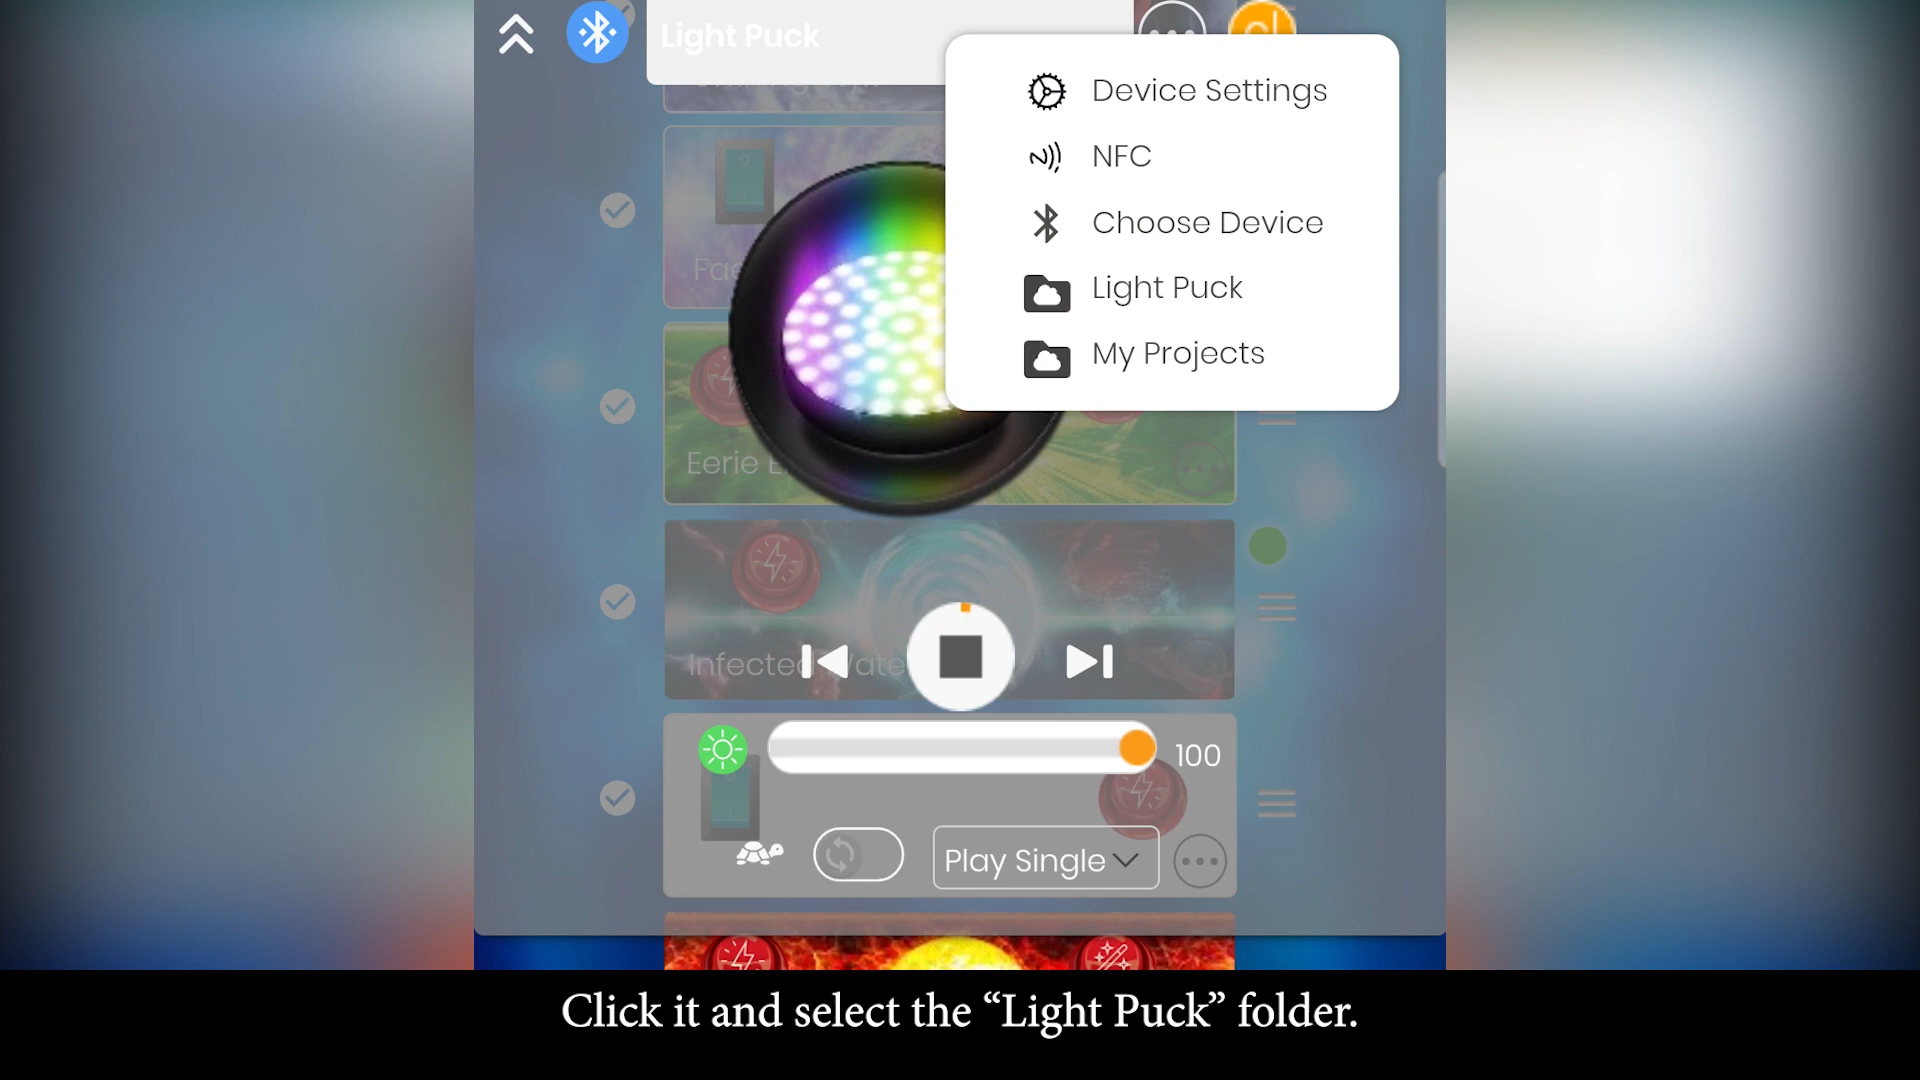 Light Puck
Device Settings
NFC
Choose Device
Light Puck
My Projects
Eerie
Infected
100
Play Single
Click it and select the “Light Puck” folder.